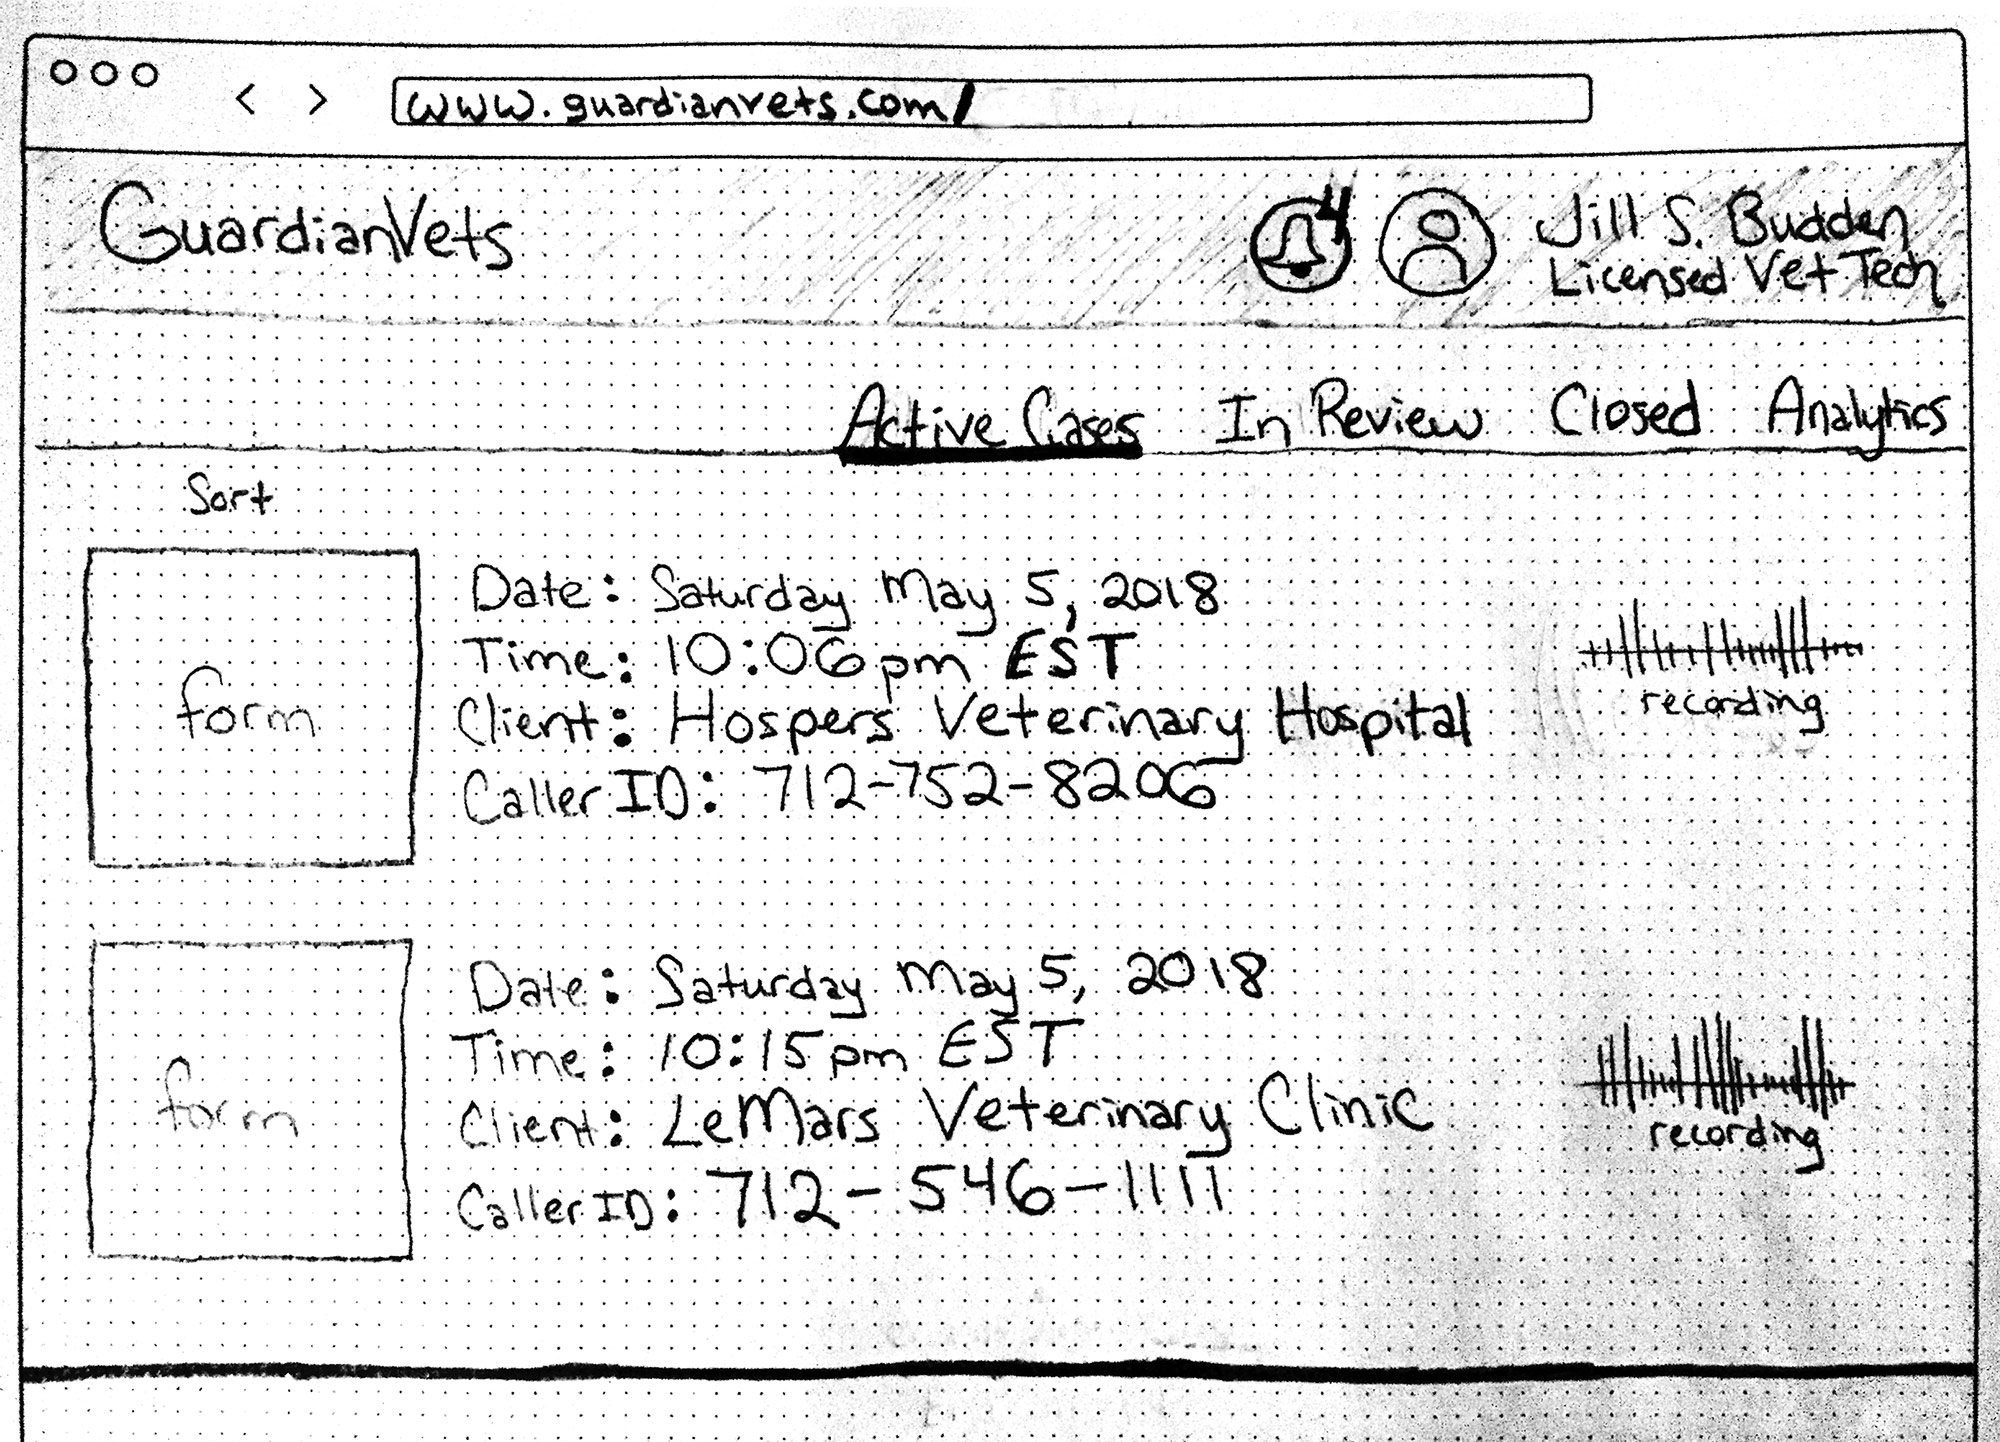 www.guardianvets.com/
GuardianVets
4
Jill S. Budden
Licensed Vet Tech
Active Cases In Review Closed Analytics
Sort
form
Date: Saturday May 5, 2018
Time: 10:06pm EST
Client: Hospers Veterinary Hospital
Caller ID: 712-752-8206
recording
form
Date: Saturday May 5, 2018
Time: 10:15pm EST
Client: LeMars Veterinary Clinic
Caller ID: 712-546-1111
recording